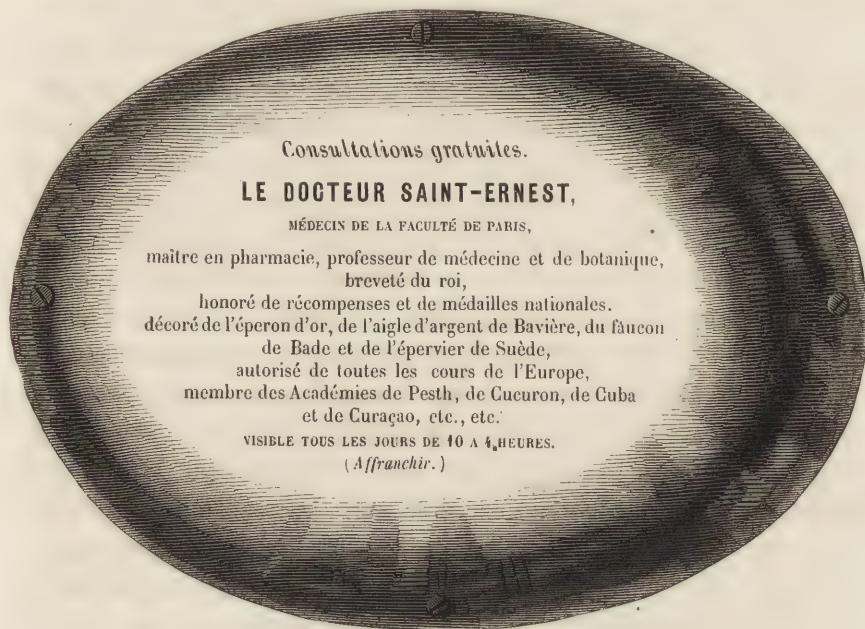 Consultations gratuites.
LE DOCTEUR SAINT-ERNEST,
MÉDECIN DE LA FACULTÉ DE PARIS,
maître en pharmacie, professeur de médecine et de botanique,
breveté du roi,
honoré de récompenses et de médailles nationales.
décoré de l'éperon d'or, de l'aigle d'argent de Bavière, du faucon
de Bade et de l'épervier de Suède,
autorisé de toutes les cours de l'Europe,
membre des Académies de Pesth, de Cucuron, de Cuba
et de Curaçao, etc., etc.
VISIBLE TOUS LES JOURS DE 10 A 4 HEURES.
(Affranchir.)